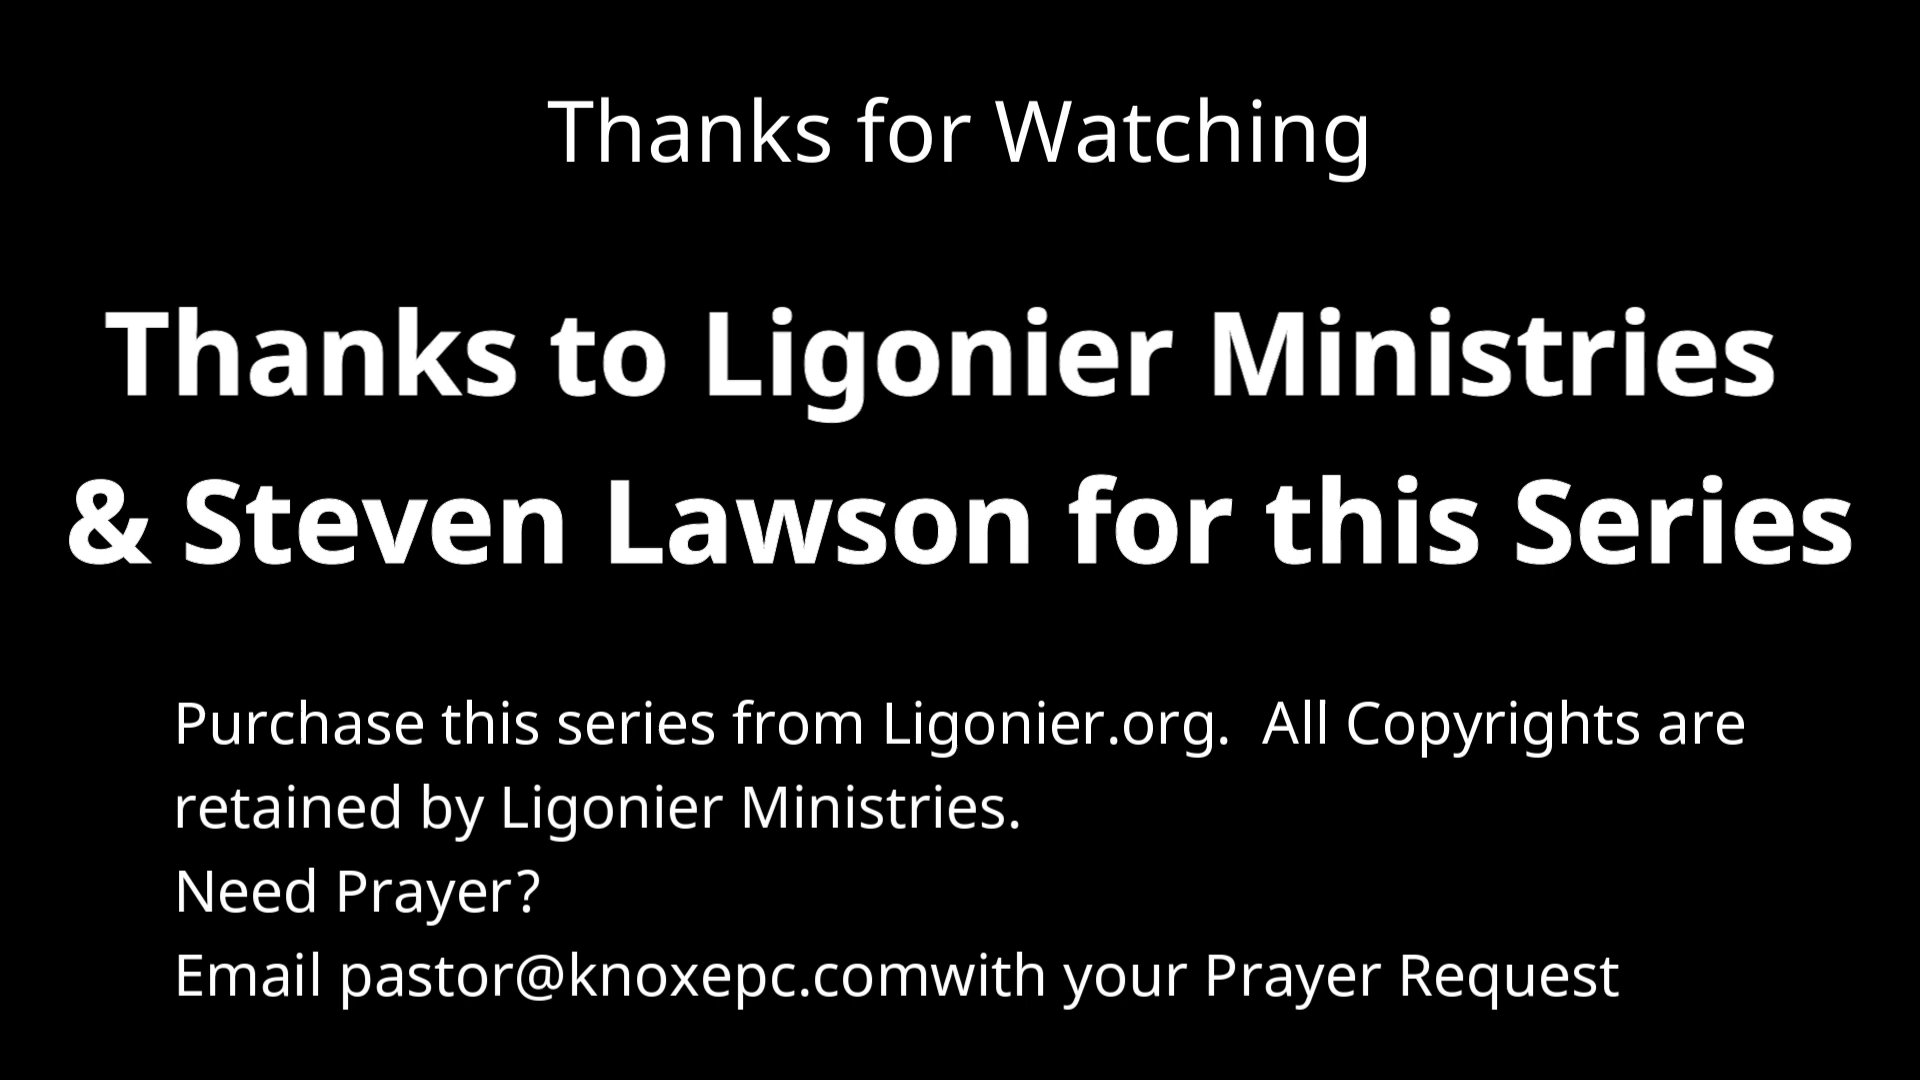 Thanks for Watching
Thanks to Ligonier Ministries
& Steven Lawson for this Series
Purchase this series from Ligonier.org.  All Copyrights are
retained by Ligonier Ministries.
Need Prayer?
Email pastor@knoxepc.comwith your Prayer Request